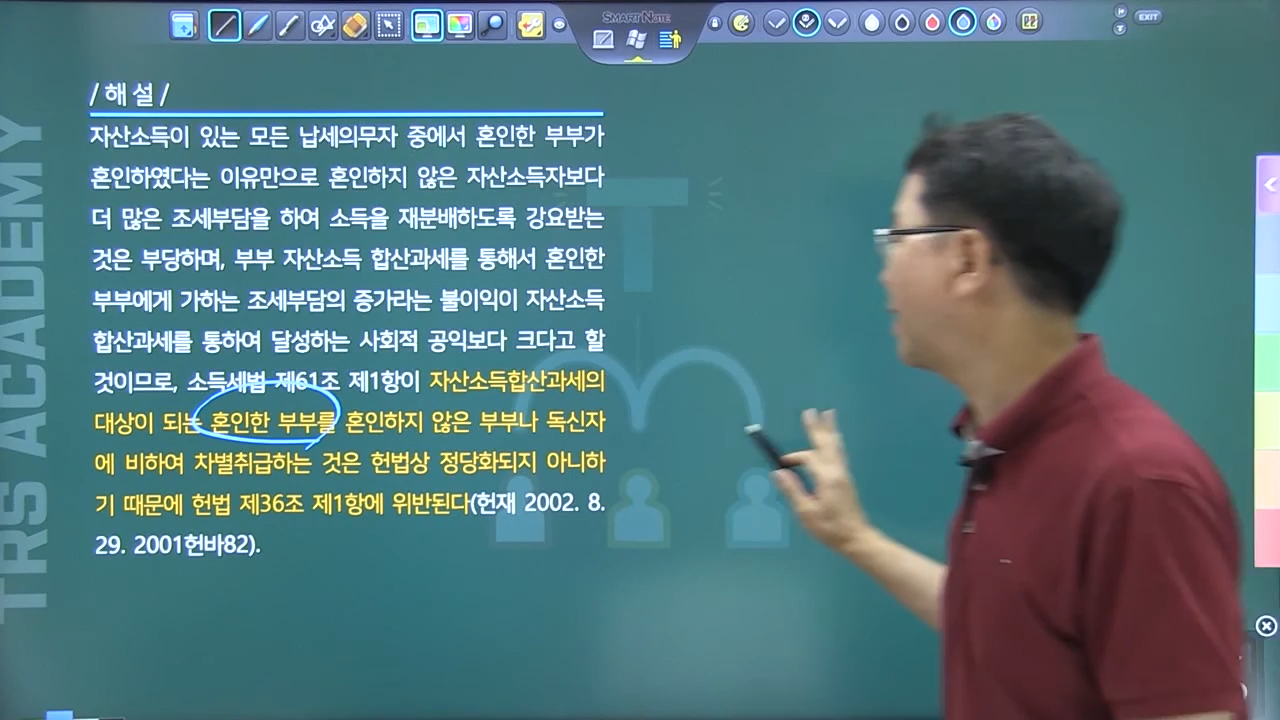 SMART NOTE
EXIT
/ 해 설 /
자산소득이 있는 모든 납세의무자 중에서 혼인한 부부가
혼인하였다는 이유만으로 혼인하지 않은 자산소득자보다
더 많은 조세부담을 하여 소득을 재분배하도록 강요받는
것은 부당하며, 부부 자산소득 합산과세를 통해서 혼인한
부부에게 가하는 조세부담의 증가라는 불이익이 자산소득
합산과세를 통하여 달성하는 사회적 공익보다 크다고 할
것이므로, 소득세법 제61조 제1항이 자산소득합산과세의
대상이 되는 혼인한 부부를 혼인하지 않은 부부나 독신자
에 비하여 차별취급하는 것은 헌법상 정당화되지 아니하
기 때문에 헌법 제36조 제1항에 위반된다(헌재 2002. 8.
29. 2001헌바82).
TRS ACADEMY